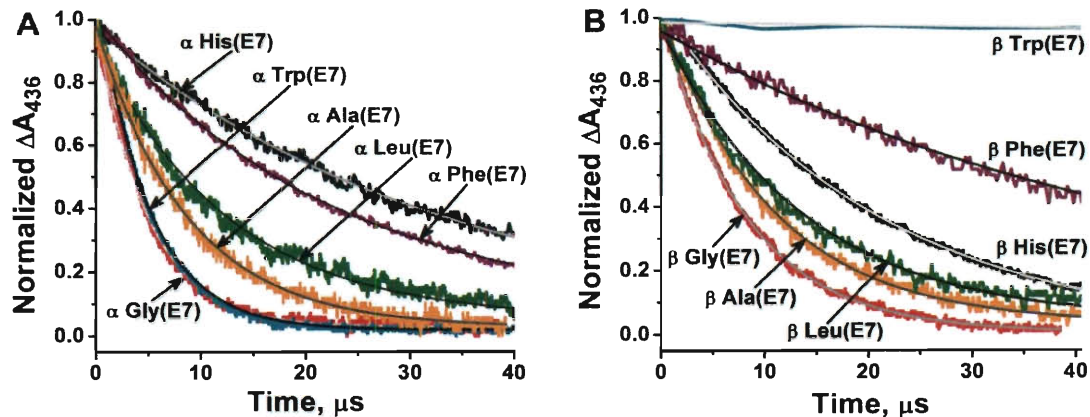 A
Normalized ΔA436
1.0
0.8
0.6
0.4
0.2
0.0
α His(E7)
α Trp(E7)
α Ala(E7)
α Leu(E7)
α Phe(E7)
α Gly(E7)
0
10
20
30
40
Time, μs
B
Normalized ΔA436
1.0
0.8
0.6
0.4
0.2
0.0
β Trp(E7)
β Phe(E7)
β His(E7)
β Gly(E7)
β Ala(E7)
β Leu(E7)
0
10
20
30
40
Time, μs